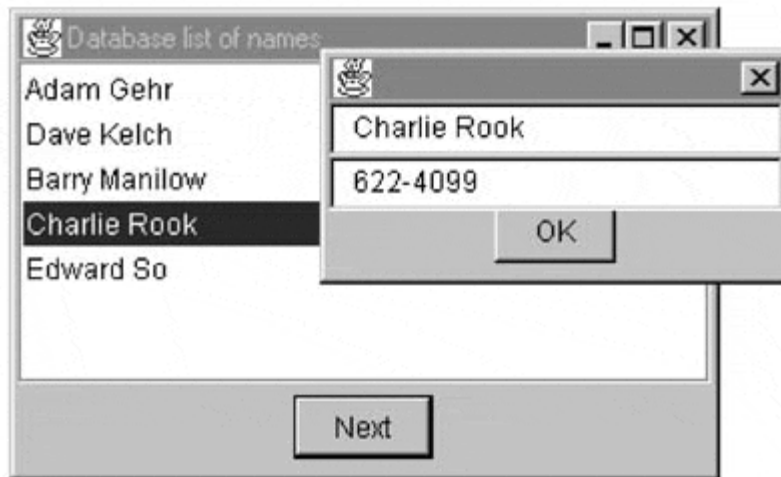 Database list of names
Adam Gehr
Dave Kelch
Barry Manilow
Charlie Rook
Edward So
Next
Charlie Rook
622-4099
OK